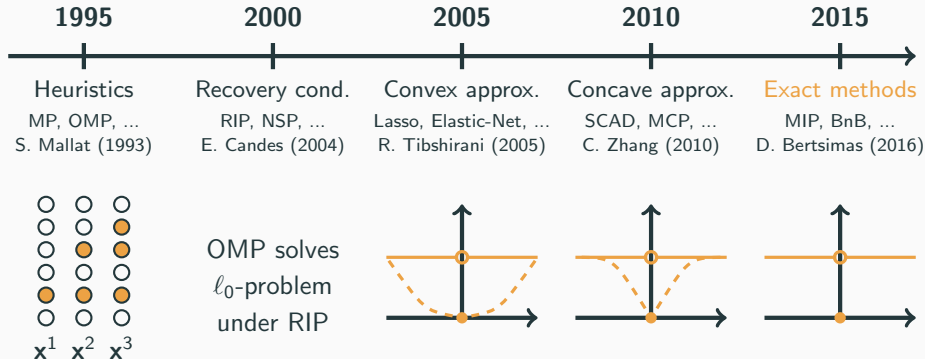 1995 2000 2005 2010 2015
Heuristics Recovery cond. Convex approx. Concave approx. Exact methods
MP, OMP, ... RIP, NSP, ... Lasso, Elastic-Net, ... SCAD, MCP, ... MIP, BnB, ...
S. Mallat (1993) E. Candes (2004) R. Tibshirani (2005) C. Zhang (2010) D. Bertsimas (2016)
OMP solves
ℓ₀-problem
under RIP
x¹ x² x³